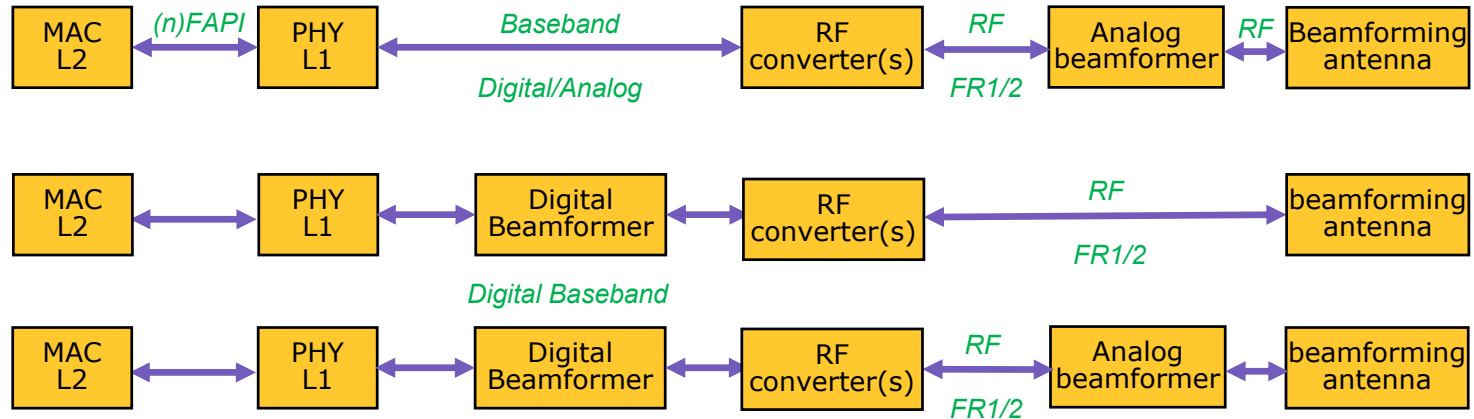 MAC
L2
(n)FAPI
PHY
L1
Baseband
Digital/Analog
RF
converter(s)
RF
FR1/2
Analog
beamformer
RF
Beamforming
antenna
MAC
L2
PHY
L1
Digital
Beamformer
RF
converter(s)
RF
FR1/2
beamforming
antenna
Digital Baseband
MAC
L2
PHY
L1
Digital
Beamformer
RF
converter(s)
RF
FR1/2
Analog
beamformer
beamforming
antenna